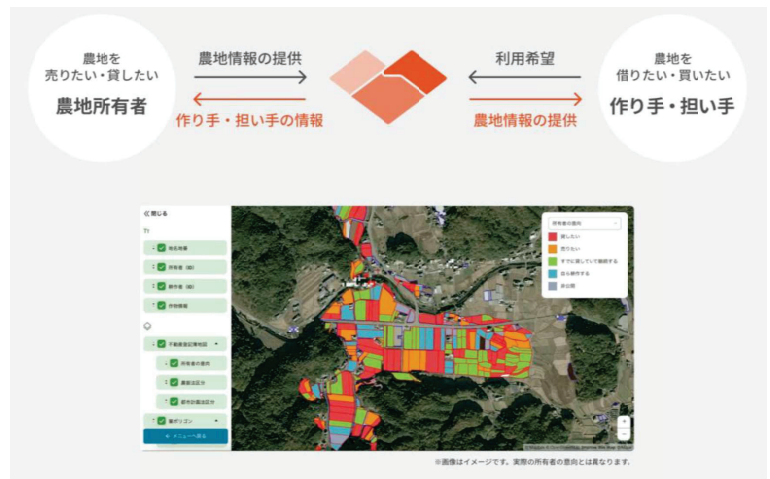 農地を
売りたい・貸したい
農地所有者
農地情報の提供
作り手・担い手の情報
利用希望
農地情報の提供
農地を
借りたい・買いたい
作り手・担い手
閉じる
地名地番
所有者（組）
耕作者（組）
作物種類
不動産登記簿地図
所有者の意向
農振法区分
都市計画法区分
筆ポリゴン
メニューへ戻る
所有者の意向
貸したい
売りたい
すでに貸していて継続する
自ら耕作する
非公開
+
−
※画像はイメージです。実際の所有者の意向とは異なります。